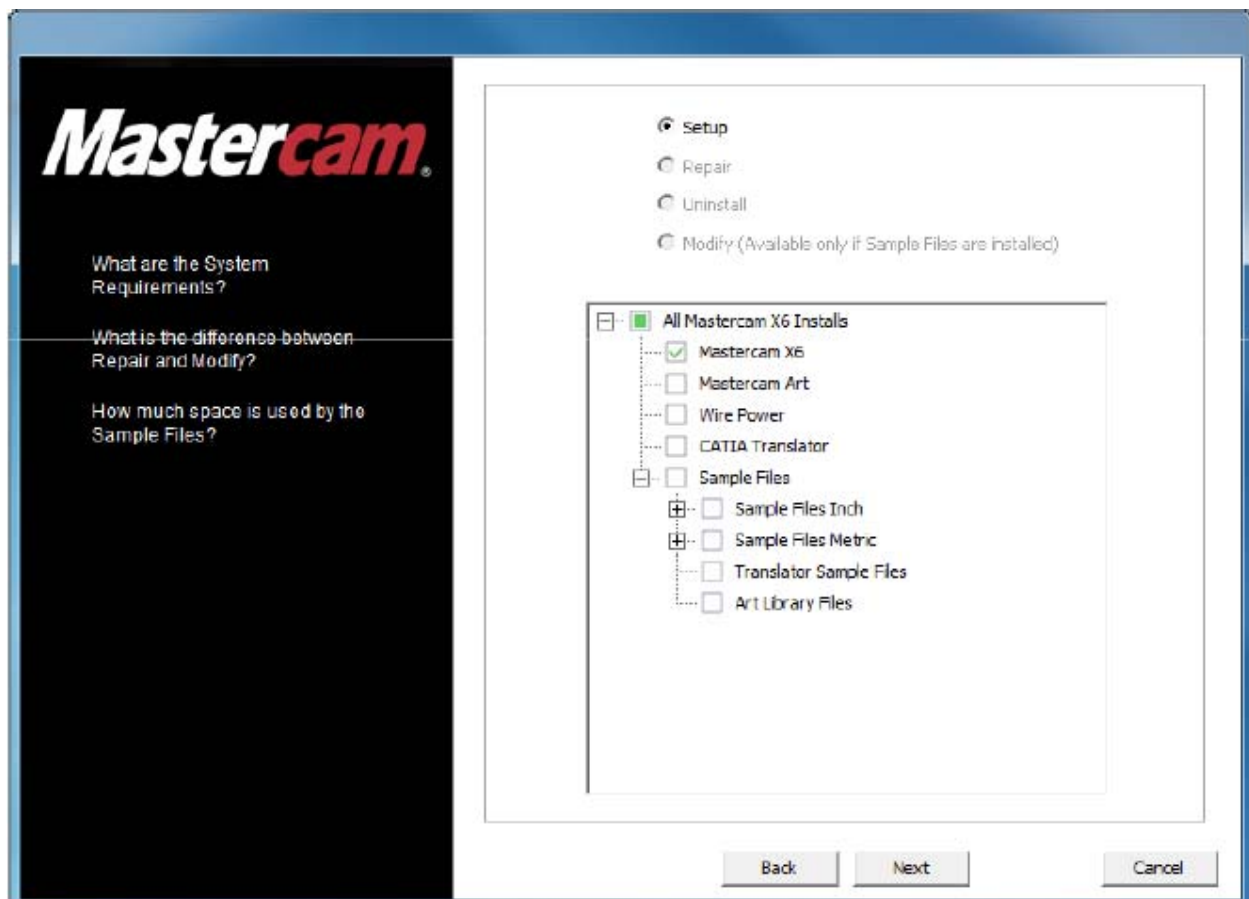 Mastercam®
What are the System
Requirements?
What is the difference between
Repair and Modify?
How much space is used by the
Sample Files?
Setup
Repair
Uninstall
Modify (Available only if Sample Files are installed)
All Mastercam X6 Installs
Mastercam X6
Mastercam Art
Wire Power
CATIA Translator
Sample Files
Sample Files Inch
Sample Files Metric
Translator Sample Files
Art Library Files
Back
Next
Cancel